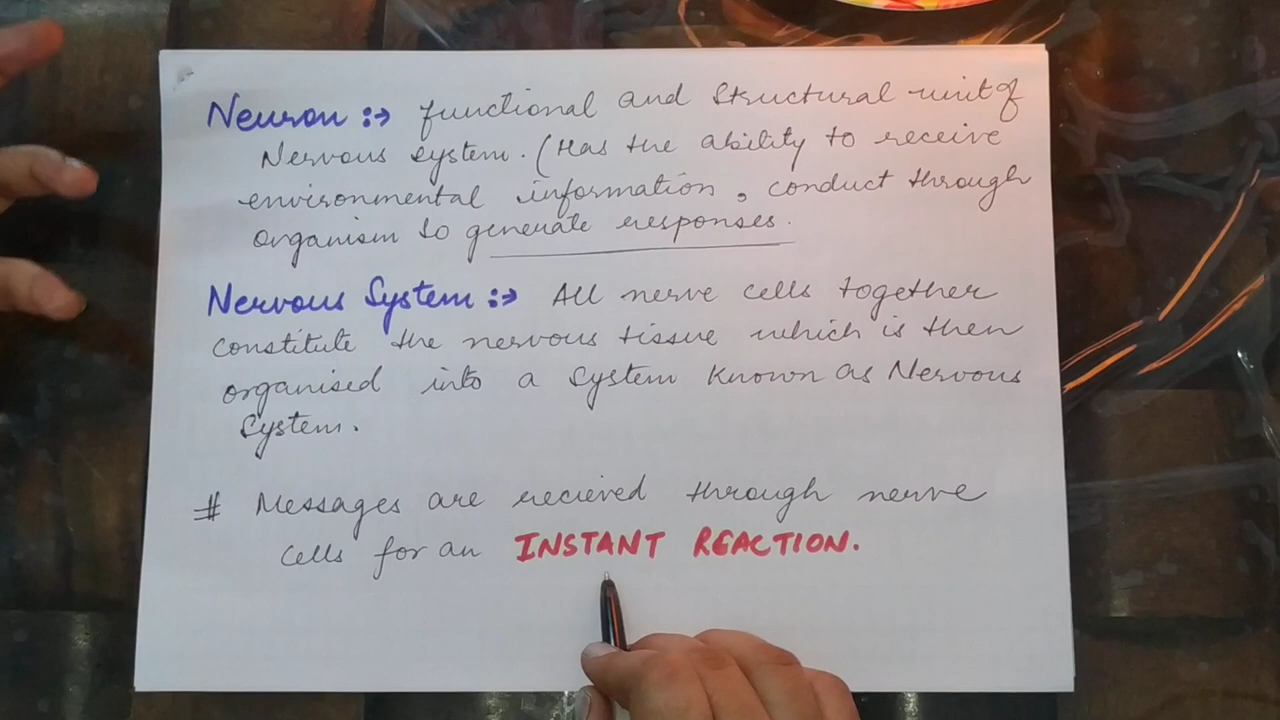 Neuron :→ functional and structural unit of
Nervous system. (Has the ability to receive
environmental information, conduct through
organism to generate responses.
Nervous System :→ All nerve cells together
constitute the nervous tissue which is then
organised into a system known as Nervous
System.
# Messages are recieved through nerve
cells for an INSTANT REACTION.